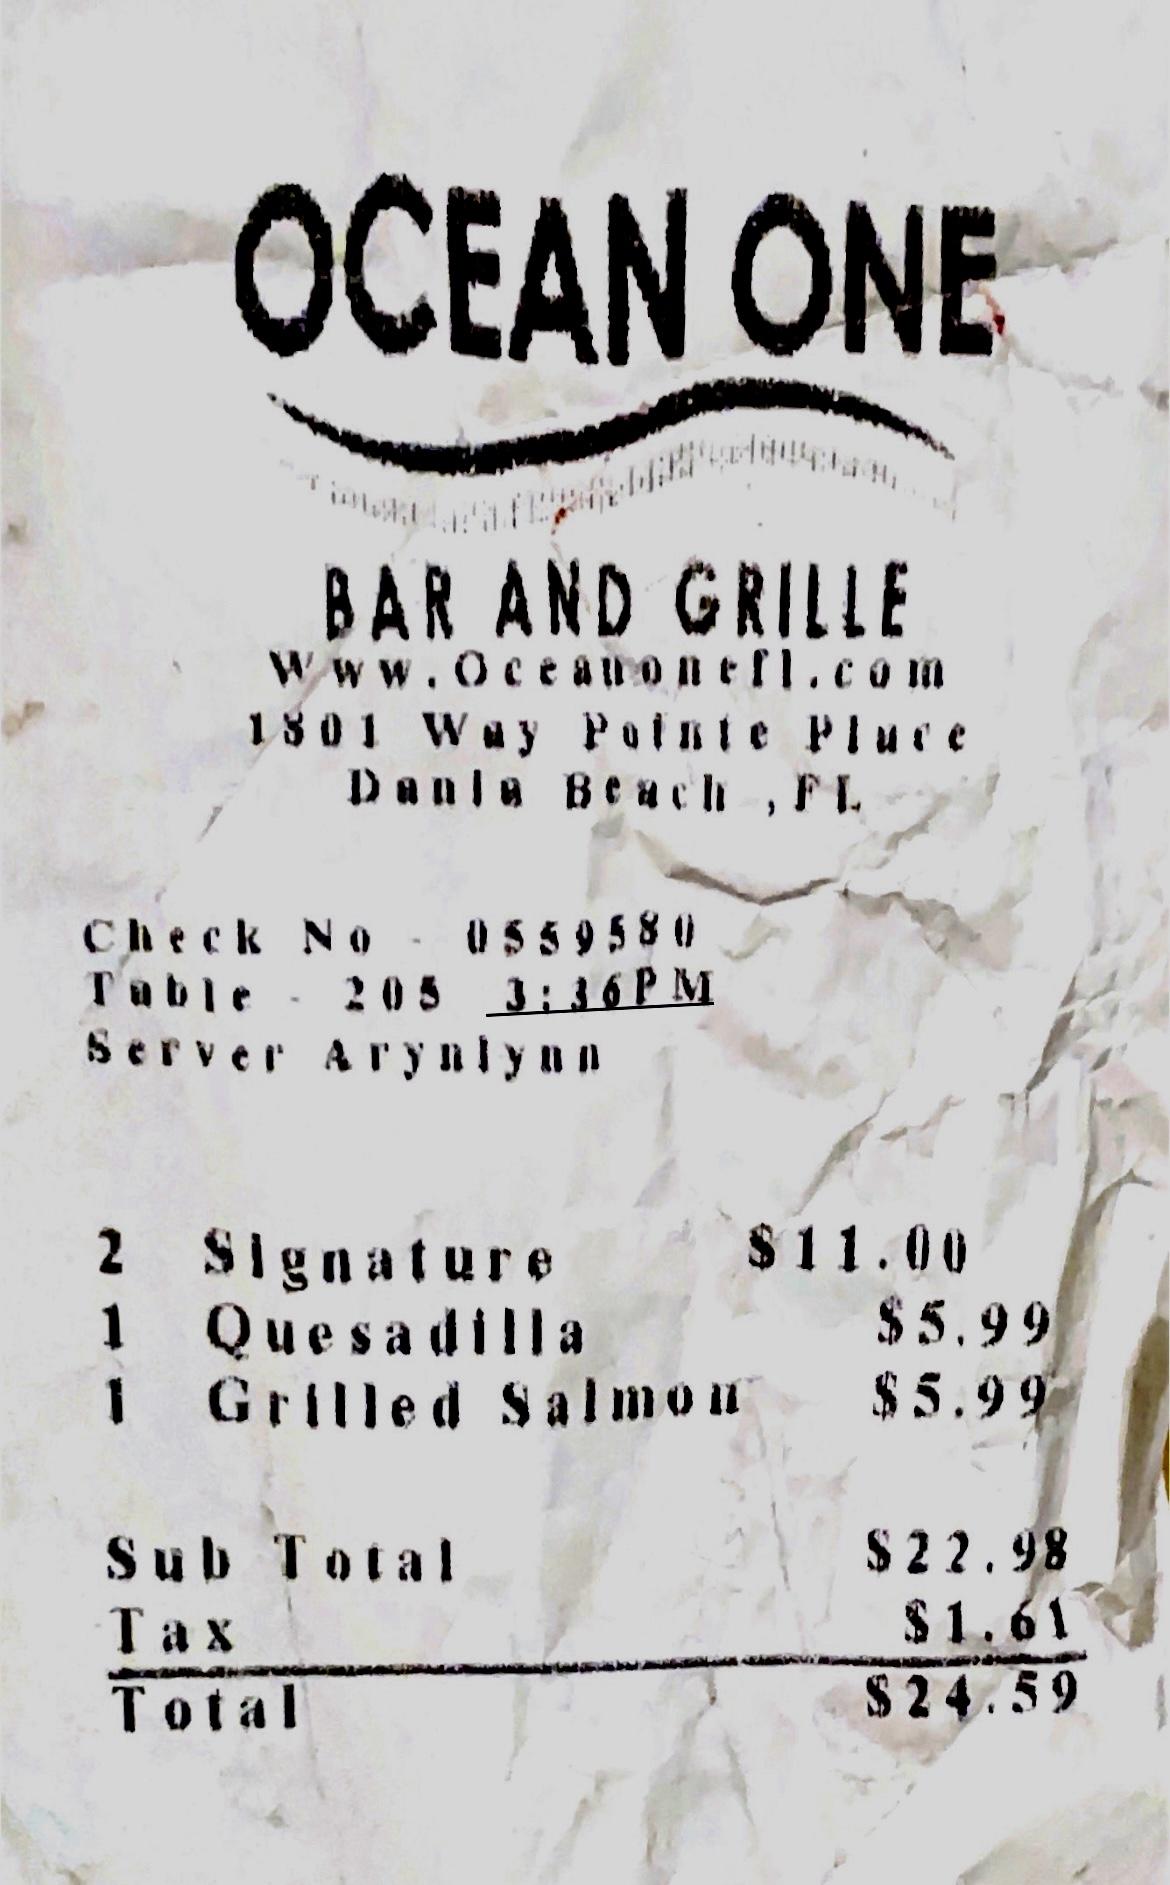 OCEAN ONE
BAR AND GRILLE
Www.Oceanonefl.com
1801 Way Pointe Place
Dania Beach ,FL
Check No - 0559580
Table - 205 3:36PM
Server Arynlynn
2 Signature $11.00
1 Quesadilla $5.99
1 Grilled Salmon $5.99
Sub Total $22.98
Tax $1.61
Total $24.59